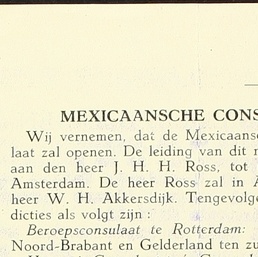 MEXICAANSCHE CONS
Wij vernemen, dat de Mexicaans
laat zal openen. De leiding van dit n
aan den heer J. H. H. Ross, tot
Amsterdam. De heer Ross zal in A
heer W. H. Akkersdijk. Tengevolge
dicties als volgt zijn :
Beroepsconsulaat te Rotterdam:
Noord-Brabant en Gelderland ten zu